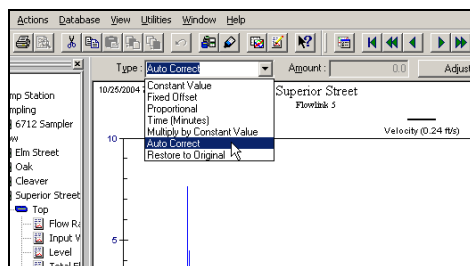 Actions Database View Utilities Window Help
Type: Auto Correct Amount: 0.0 Adjust
Constant Value
Fixed Offset
Proportional
Time (Minutes)
Multiply by Constant Value
Auto Correct
Restore to Original
10/25/2004
Superior Street
Flowlink 5
Velocity (0.24 ft/s)
10
5
mp Station
mpling
6712 Sampler
ow
Elm Street
Oak
Cleaver
Superior Street
Top
Flow Ra
Input V
Level